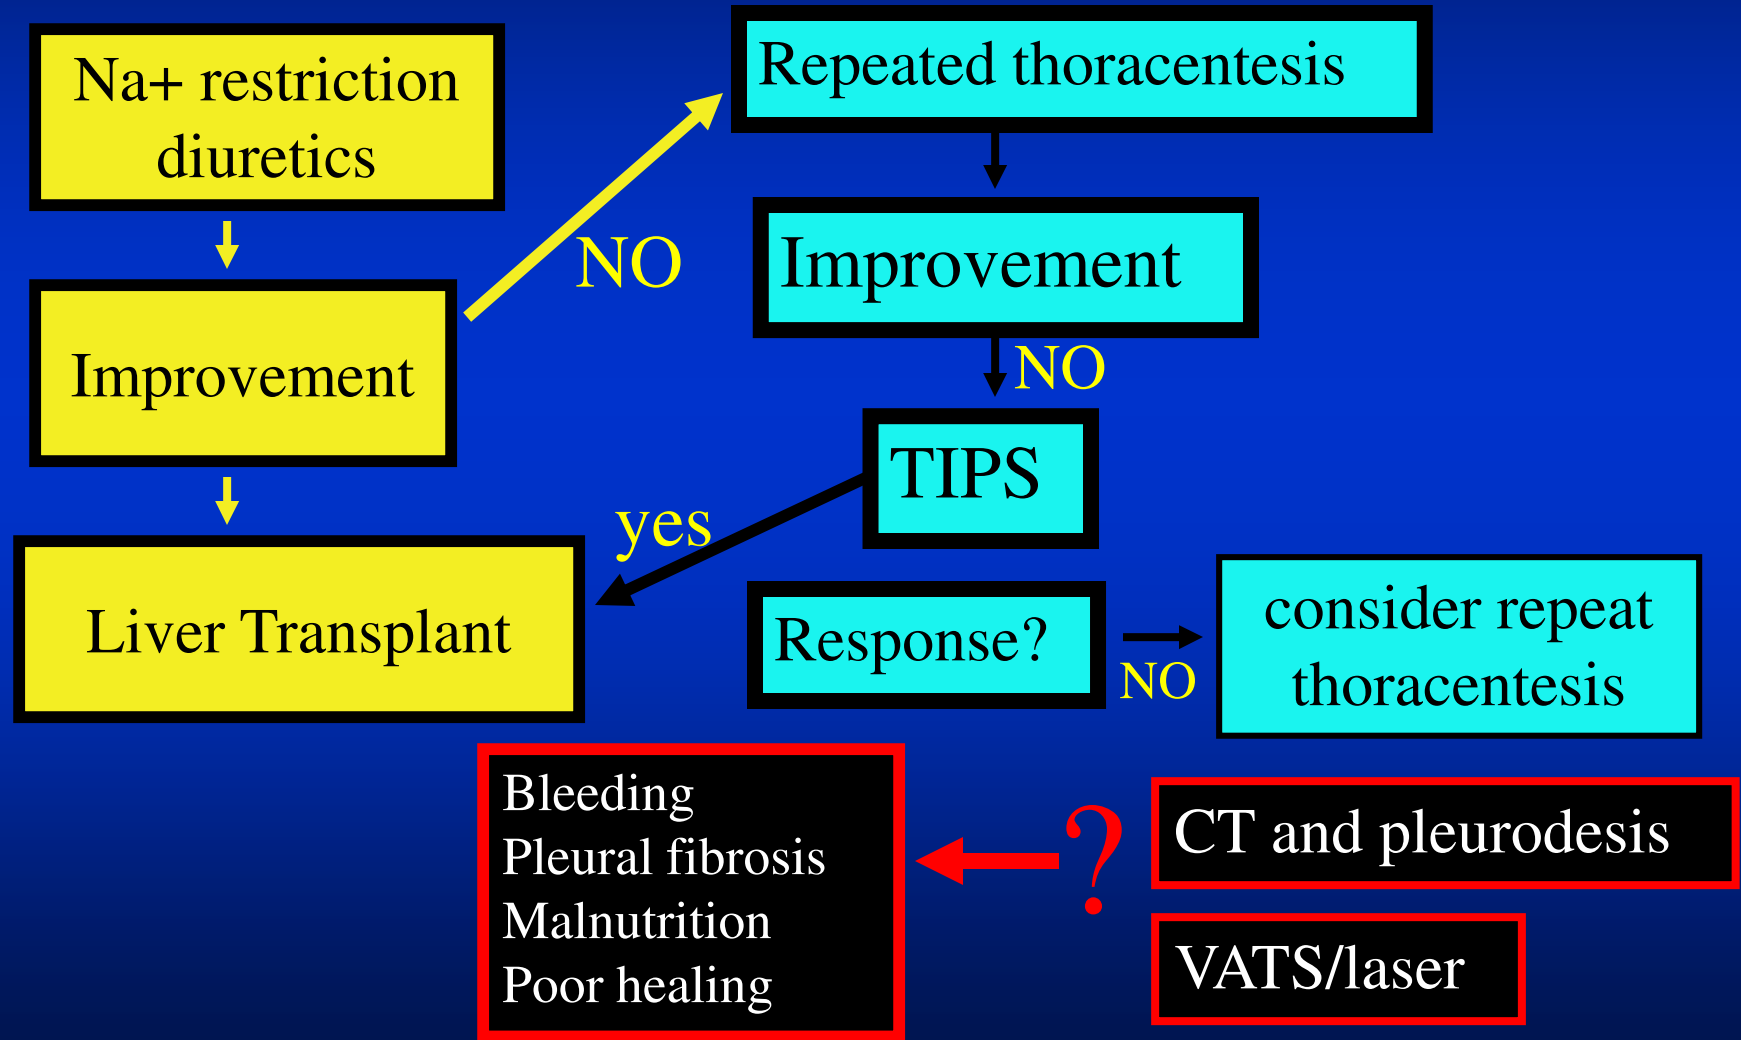 Na+ restriction
diuretics
Improvement
Liver Transplant
NO
Repeated thoracentesis
Improvement
NO
TIPS
yes
Response?
NO
consider repeat
thoracentesis
Bleeding
Pleural fibrosis
Malnutrition
Poor healing
?
CT and pleurodesis
VATS/laser